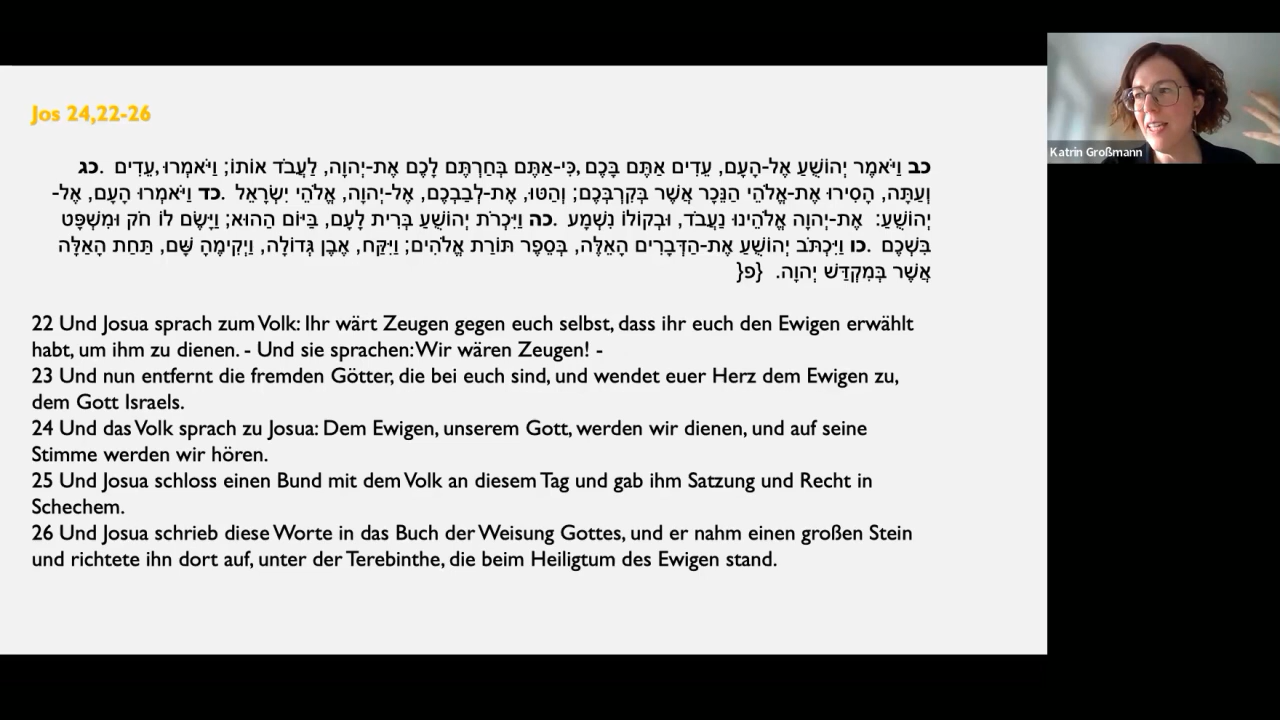 Jos 24,22-26
כב וַיֹּאמֶר יְהוֹשֻׁעַ אֶל-הָעָם, עֵדִים אַתֶּם בָּכֶם ,כִּי-אַתֶּם בְּחַרְתֶּם לָכֶם אֶת-יְהוָה, לַעֲבֹד אוֹתוֹ; וַיֹּאמְרוּ ,עֵדִים .כג
וְעַתָּה, הָסִירוּ אֶת-אֱלֹהֵי הַנֵּכָר אֲשֶׁר בְּקִרְבְּכֶם; וְהַטּוּ, אֶת-לְבַבְכֶם, אֶל-יְהוָה, אֱלֹהֵי יִשְׂרָאֵל .כד וַיֹּאמְרוּ הָעָם, אֶל-
יְהוֹשֻׁעַ: אֶת-יְהוָה אֱלֹהֵינוּ נַעֲבֹד, וּבְקוֹלוֹ נִשְׁמָע .כה וַיִּכְרֹת יְהוֹשֻׁעַ בְּרִית לָעָם, בַּיּוֹם הַהוּא; וַיָּשֶׂם לוֹ חֹק וּמִשְׁפָּט
בִּשְׁכֶם .כו וַיִּכְתֹּב יְהוֹשֻׁעַ אֶת-הַדְּבָרִים הָאֵלֶּה, בְּסֵפֶר תּוֹרַת אֱלֹהִים; וַיִּקַּח, אֶבֶן גְּדוֹלָה, וַיְקִימֶהָ שָּׁם, תַּחַת הָאַלָּה
אֲשֶׁר בְּמִקְדַּשׁ יְהוָה. {פ{
22 Und Josua sprach zum Volk: Ihr wärt Zeugen gegen euch selbst, dass ihr euch den Ewigen erwählt
habt, um ihm zu dienen. - Und sie sprachen: Wir wären Zeugen! -
23 Und nun entfernt die fremden Götter, die bei euch sind, und wendet euer Herz dem Ewigen zu,
dem Gott Israels.
24 Und das Volk sprach zu Josua: Dem Ewigen, unserem Gott, werden wir dienen, und auf seine
Stimme werden wir hören.
25 Und Josua schloss einen Bund mit dem Volk an diesem Tag und gab ihm Satzung und Recht in
Schechem.
26 Und Josua schrieb diese Worte in das Buch der Weisung Gottes, und er nahm einen großen Stein
und richtete ihn dort auf, unter der Terebinthe, die beim Heiligtum des Ewigen stand.
Katrin Großmann